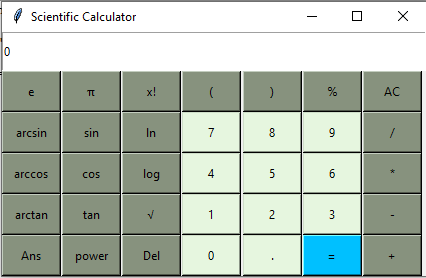 Scientific Calculator
0
e π x! ( ) % AC
arcsin sin ln 7 8 9 /
arccos cos log 4 5 6 *
arctan tan √ 1 2 3 -
Ans power Del 0 . = +